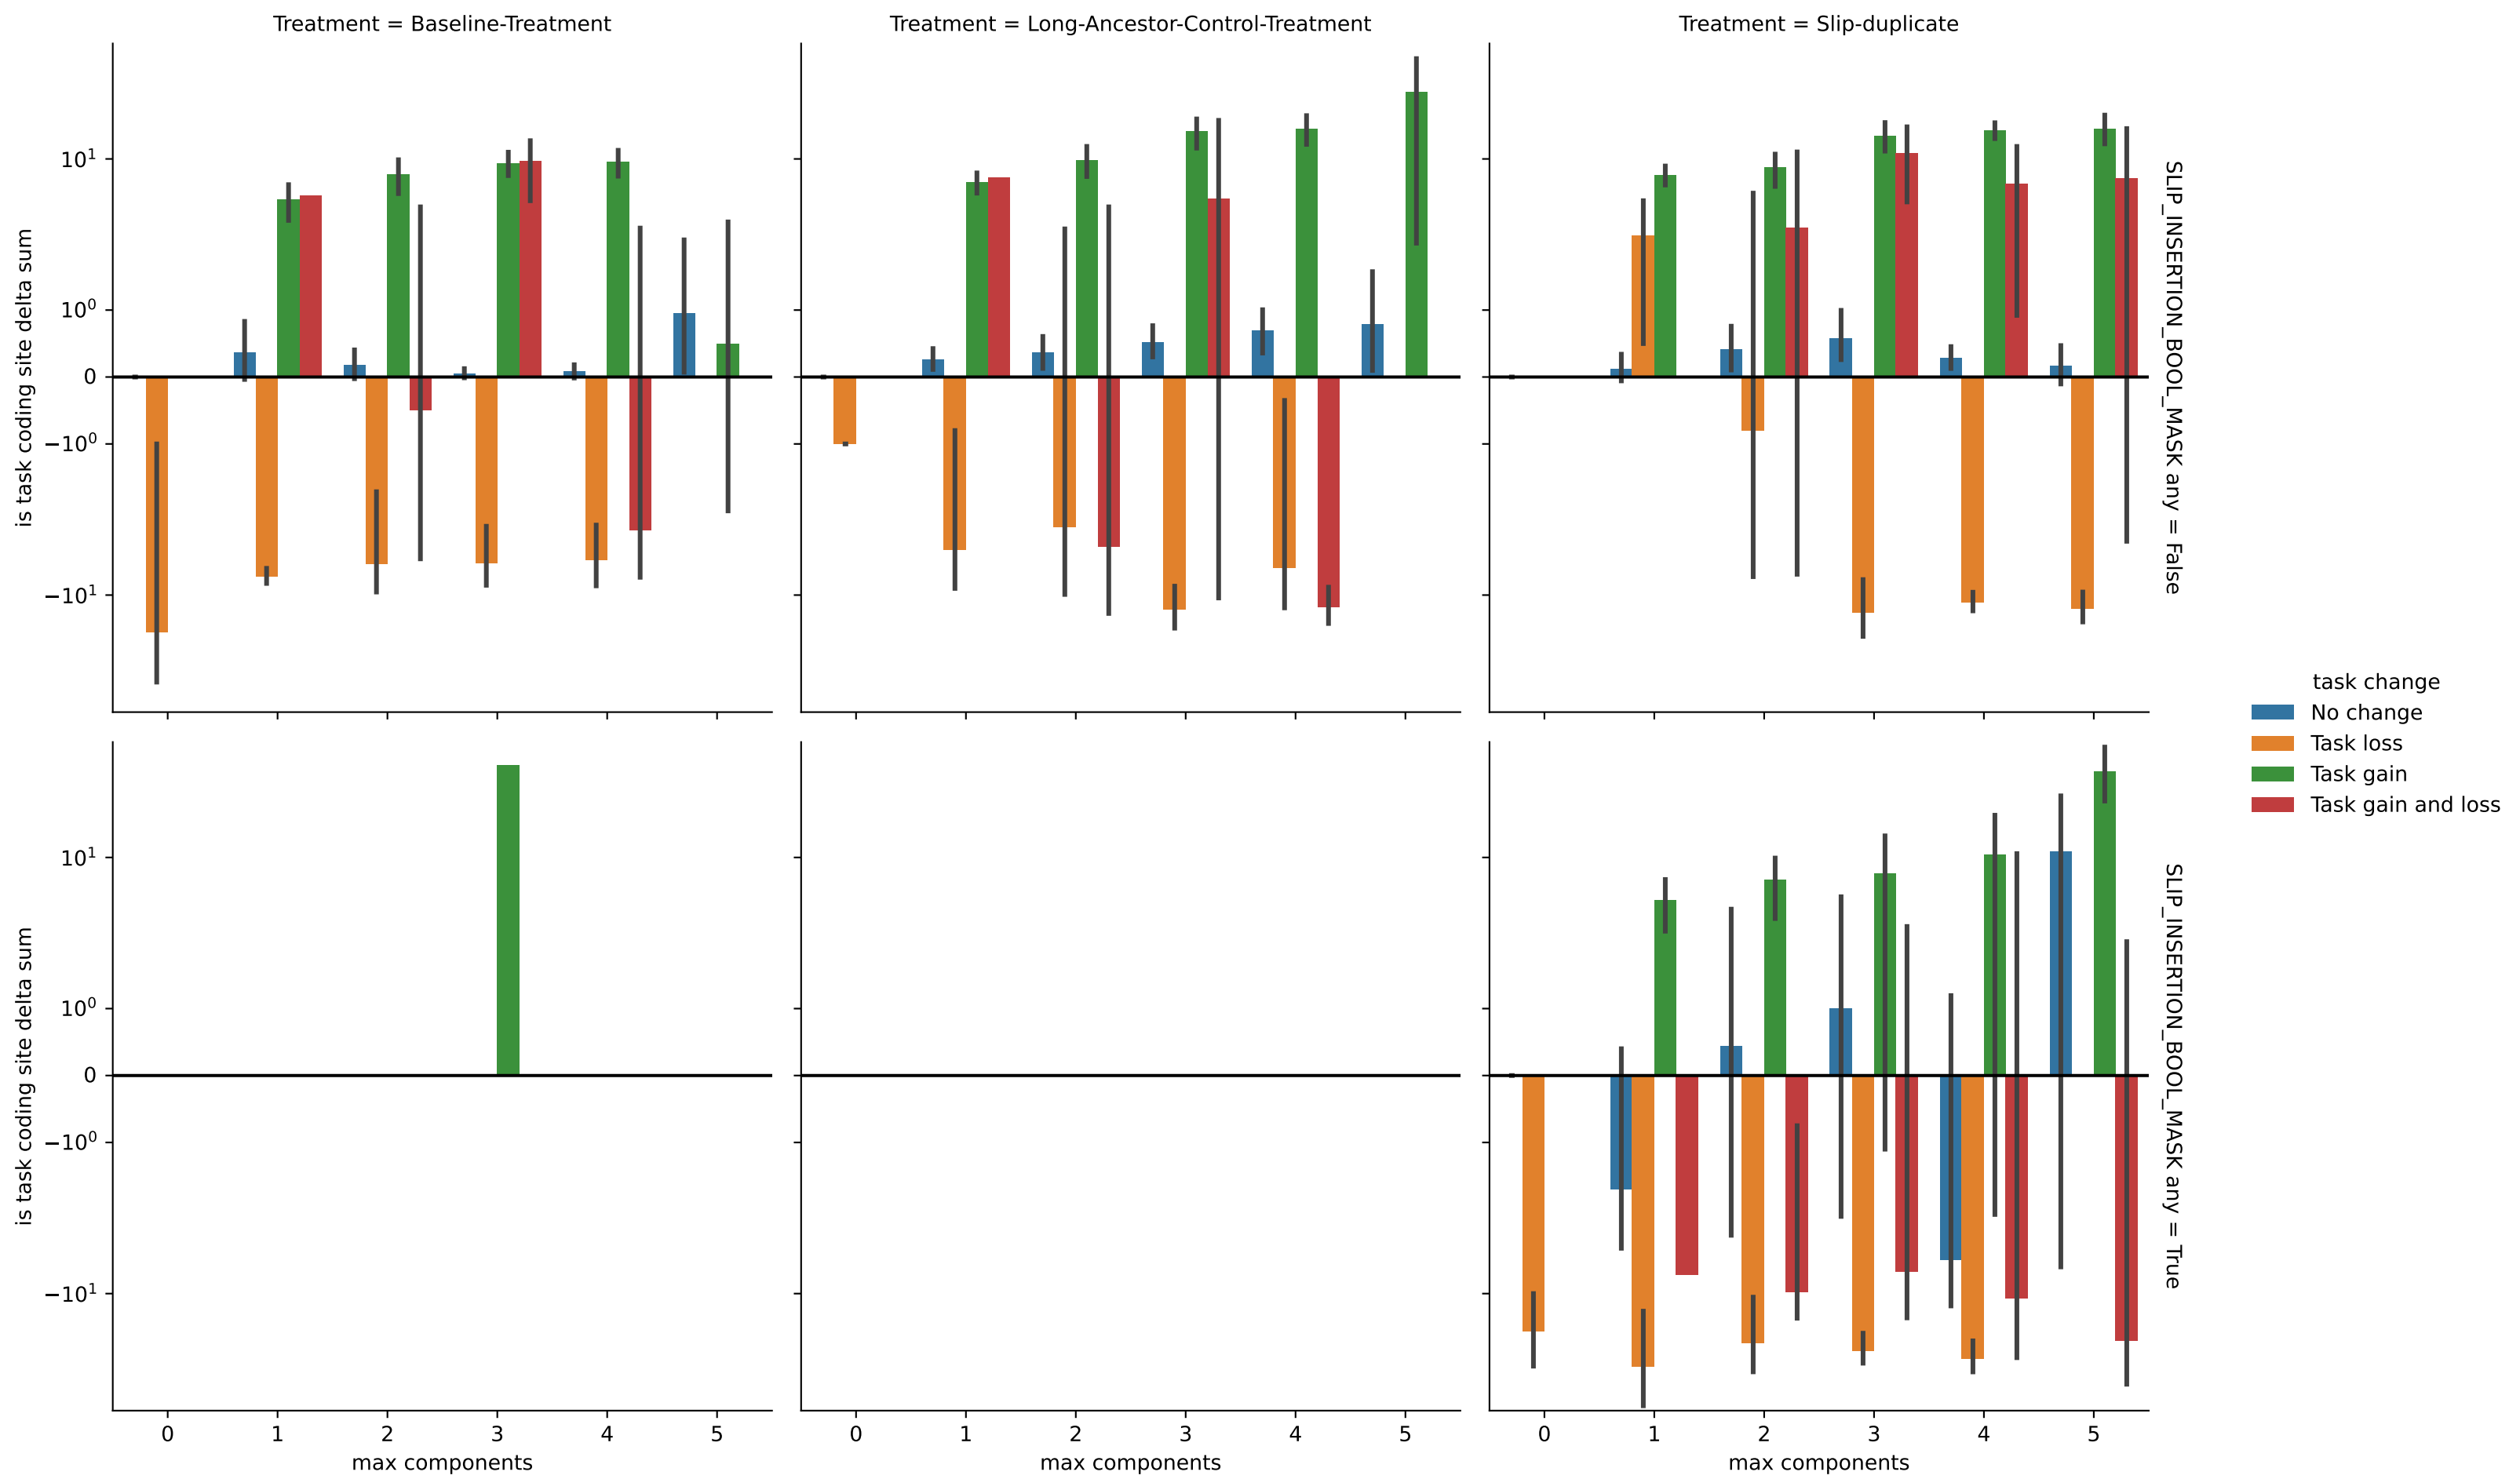 Treatment = Baseline-Treatment
Treatment = Long-Ancestor-Control-Treatment
Treatment = Slip-duplicate
is task coding site delta sum
10¹
10⁰
0
−10⁰
−10¹
SLIP_INSERTION_BOOL_MASK any = False
task change
No change
Task loss
Task gain
Task gain and loss
is task coding site delta sum
10¹
10⁰
0
−10⁰
−10¹
SLIP_INSERTION_BOOL_MASK any = True
0 1 2 3 4 5
0 1 2 3 4 5
0 1 2 3 4 5
max components
max components
max components